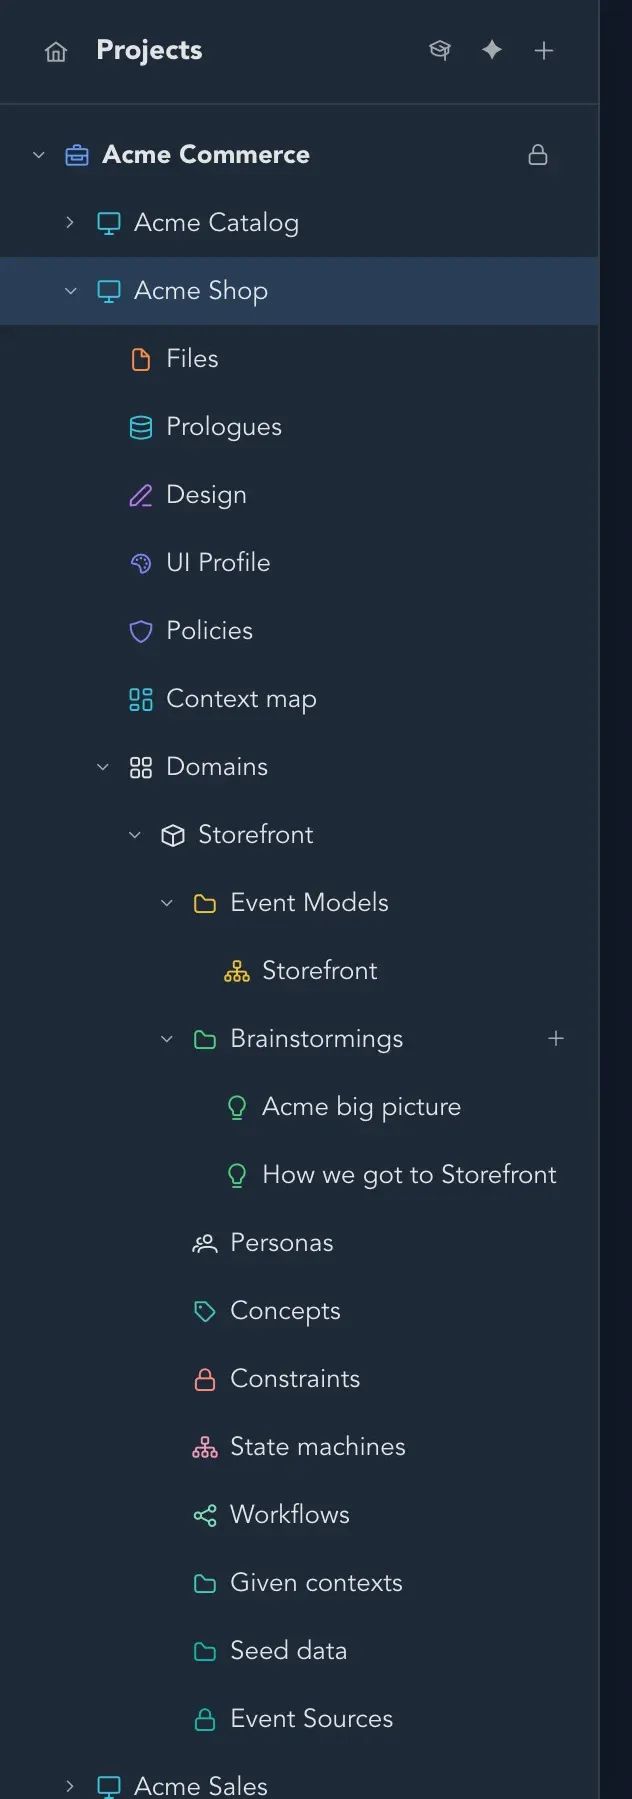 Projects
Acme Commerce
Acme Catalog
Acme Shop
Files
Prologues
Design
UI Profile
Policies
Context map
Domains
Storefront
Event Models
Storefront
Brainstormings
Acme big picture
How we got to Storefront
Personas
Concepts
Constraints
State machines
Workflows
Given contexts
Seed data
Event Sources
Acme Sales